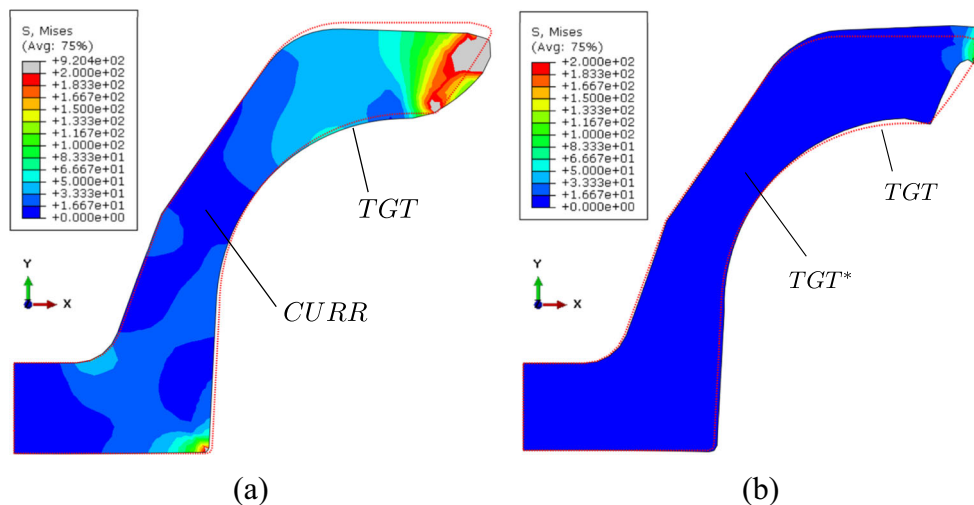 S, Mises
(Avg: 75%)
+9.204e+02
+2.000e+02
+1.833e+02
+1.667e+02
+1.500e+02
+1.333e+02
+1.167e+02
+1.000e+02
+8.333e+01
+6.667e+01
+5.000e+01
+3.333e+01
+1.667e+01
+0.000e+00
TGT
CURR
Y
X
(a)
S, Mises
(Avg: 75%)
+2.000e+02
+1.833e+02
+1.667e+02
+1.500e+02
+1.333e+02
+1.167e+02
+1.000e+02
+8.333e+01
+6.667e+01
+5.000e+01
+3.333e+01
+1.667e+01
+0.000e+00
TGT
TGT*
Y
X
(b)